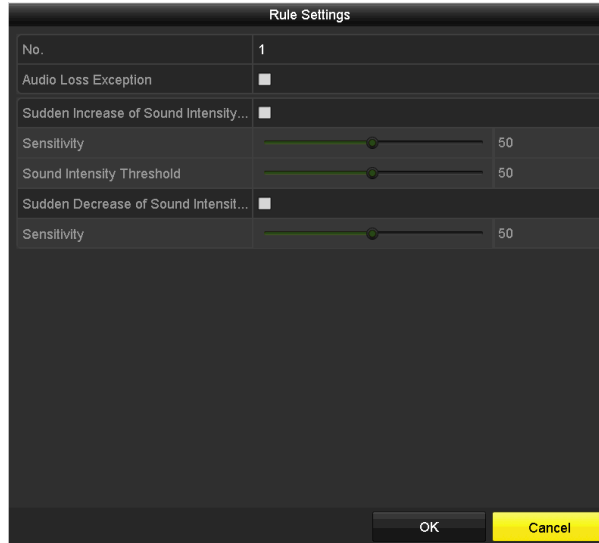 Rule Settings
No. 1
Audio Loss Exception
Sudden Increase of Sound Intensity...
Sensitivity 50
Sound Intensity Threshold 50
Sudden Decrease of Sound Intensit...
Sensitivity 50
OK Cancel